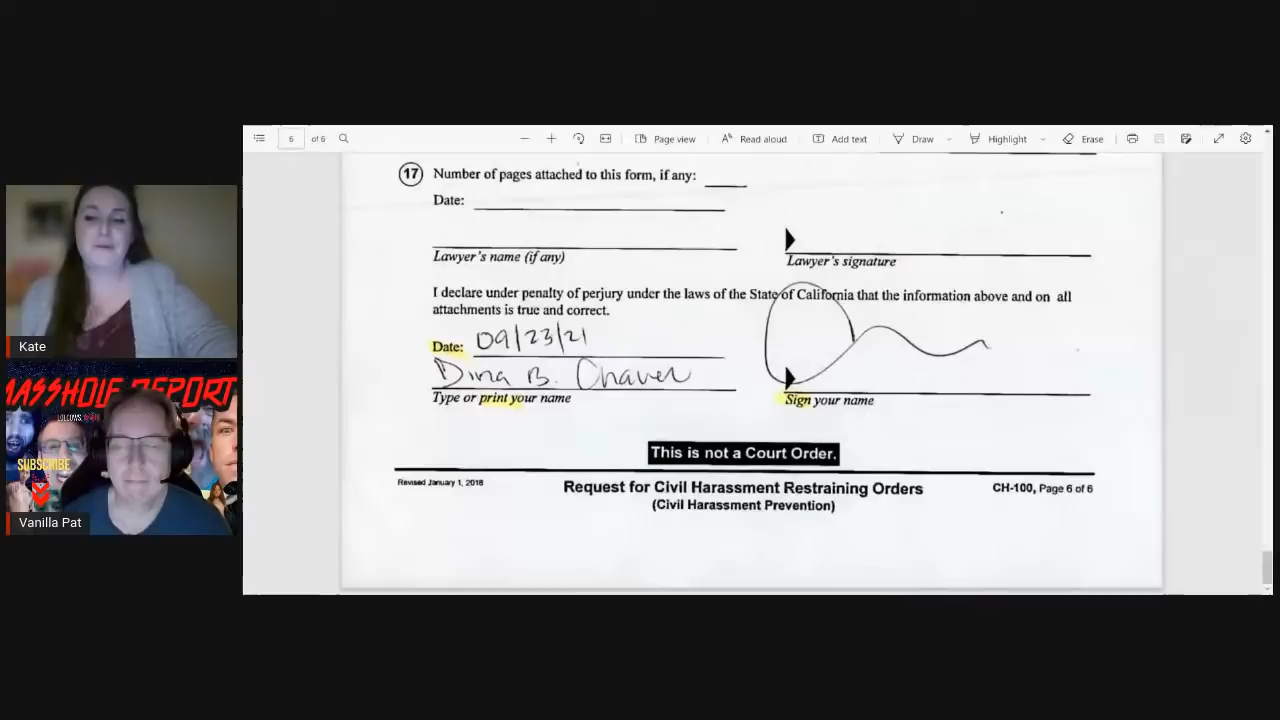 6 of 6 Page view Read aloud Add text Draw Highlight Erase
17 Number of pages attached to this form, if any:
Date:
Lawyer's name (if any)
Lawyer's signature
I declare under penalty of perjury under the laws of the State of California that the information above and on all
attachments is true and correct.
Date: 09/23/21
Dina B. Chavez
Type or print your name
Sign your name
This is not a Court Order.
Revised January 1, 2018
Request for Civil Harassment Restraining Orders
(Civil Harassment Prevention)
CH-100, Page 6 of 6
Kate
MASSHOLE REPORT
LOLCOWS
SUBSCRIBE
Vanilla Pat